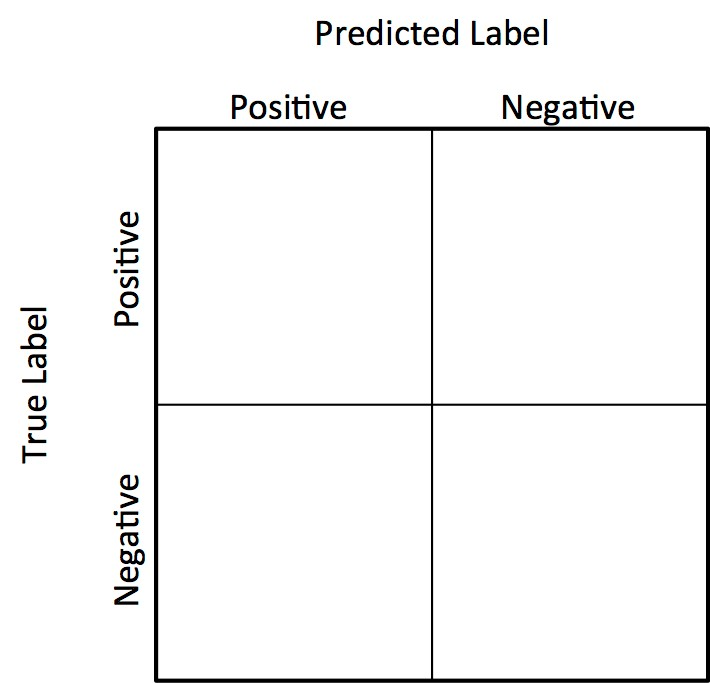 Predicted Label
Positive Negative
Positive
True Label
Negative